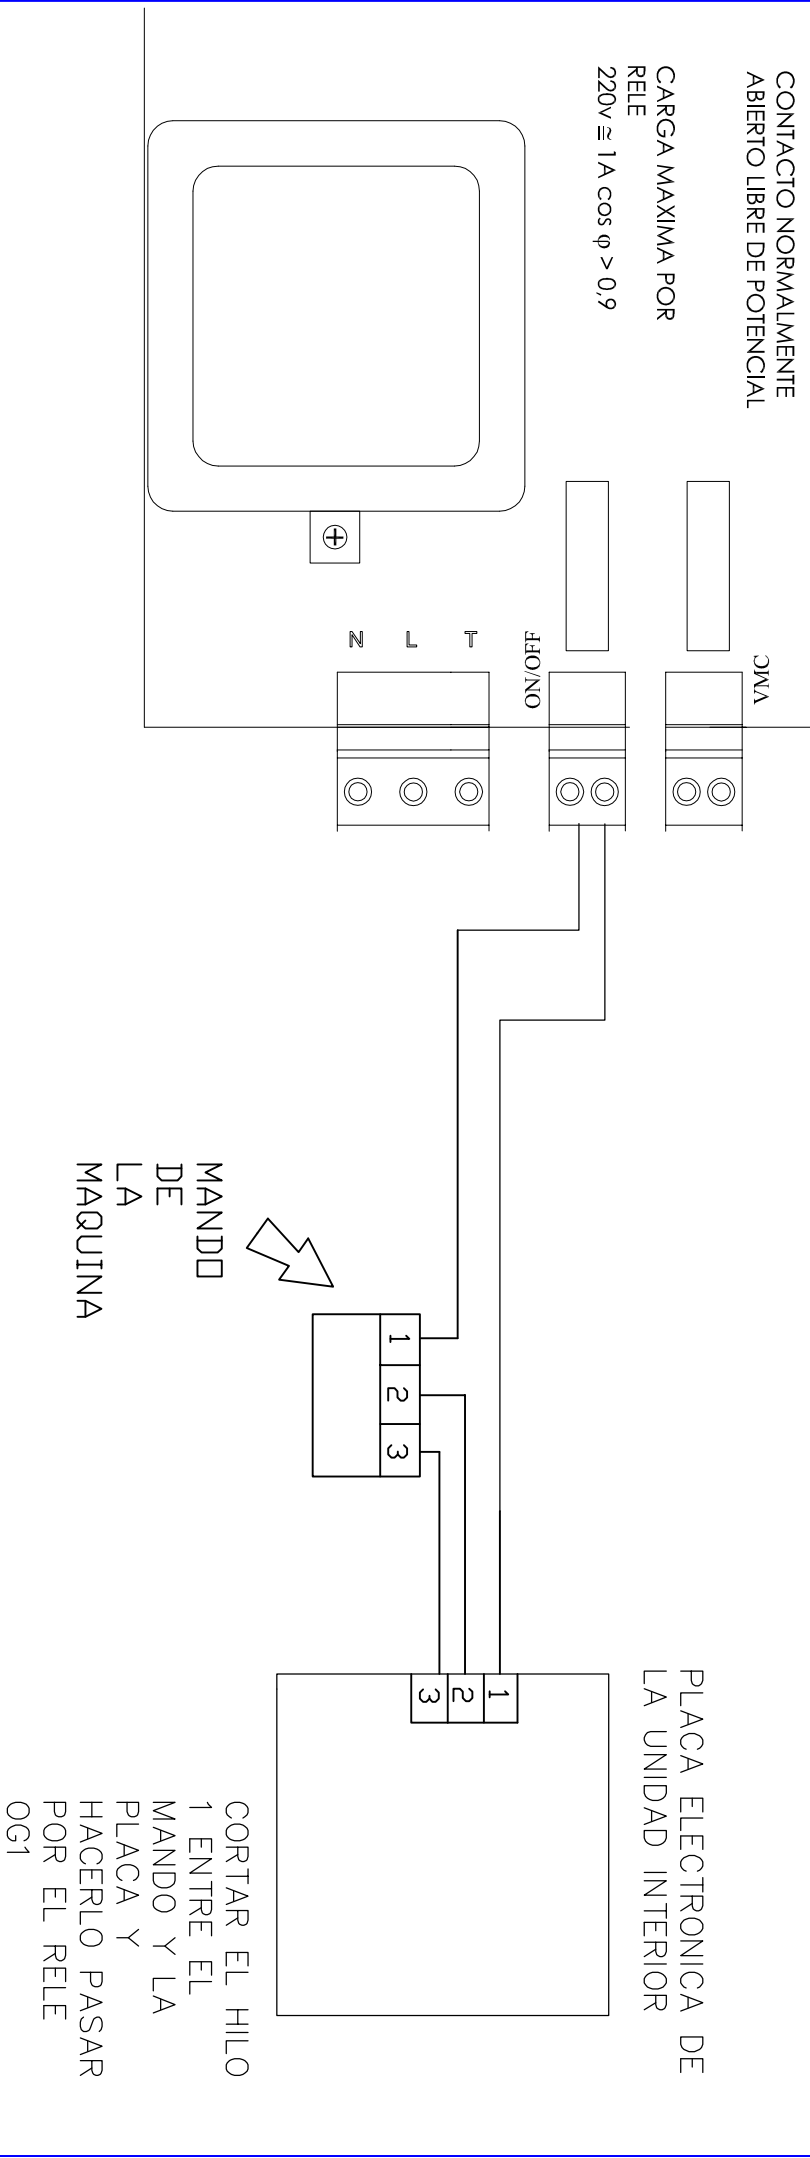 CONTACTO NORMALMENTE
ABIERTO LIBRE DE POTENCIAL
CARGA MAXIMA POR
RELE
220v ≅ 1A cos φ > 0,9
VMC
ON/OFF
T
L
N
MANDO
DE
LA
MAQUINA
1
2
3
PLACA ELECTRONICA DE
LA UNIDAD INTERIOR
1
2
3
CORTAR EL HILO
1 ENTRE EL
MANDO Y LA
PLACA Y
HACERLO PASAR
POR EL RELE
OG1